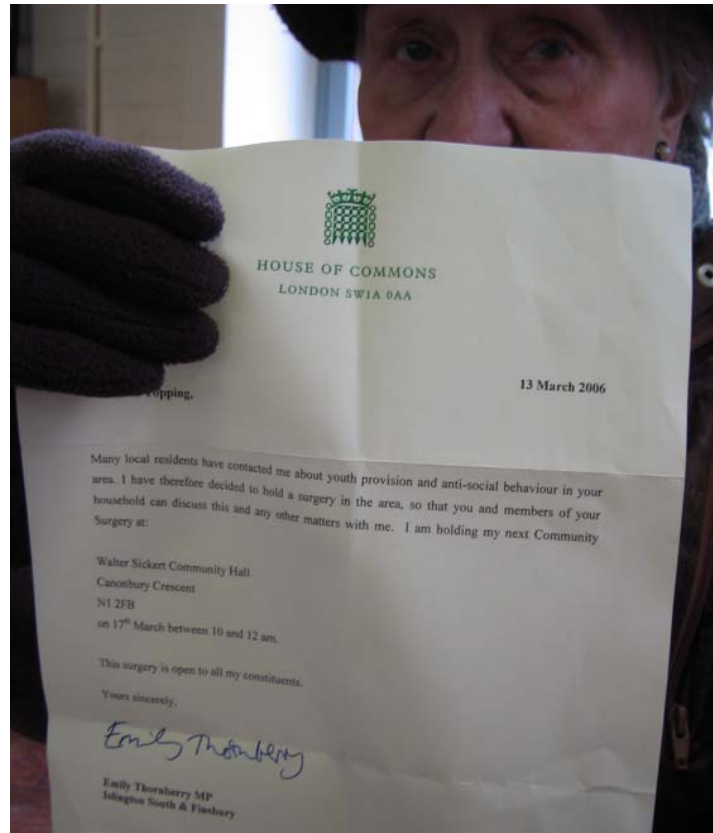 HOUSE OF COMMONS
LONDON SW1A 0AA
13 March 2006
Topping,
Many local residents have contacted me about youth provision and anti-social behaviour in your
area. I have therefore decided to hold a surgery in the area, so that you and members of your
household can discuss this and any other matters with me. I am holding my next Community
Surgery at:
Walter Sickert Community Hall
Canonbury Crescent
N1 2FB
on 17th March between 10 and 12 am.
This surgery is open to all my constituents.
Yours sincerely,
Emily Thornberry
Emily Thornberry MP
Islington South & Finsbury